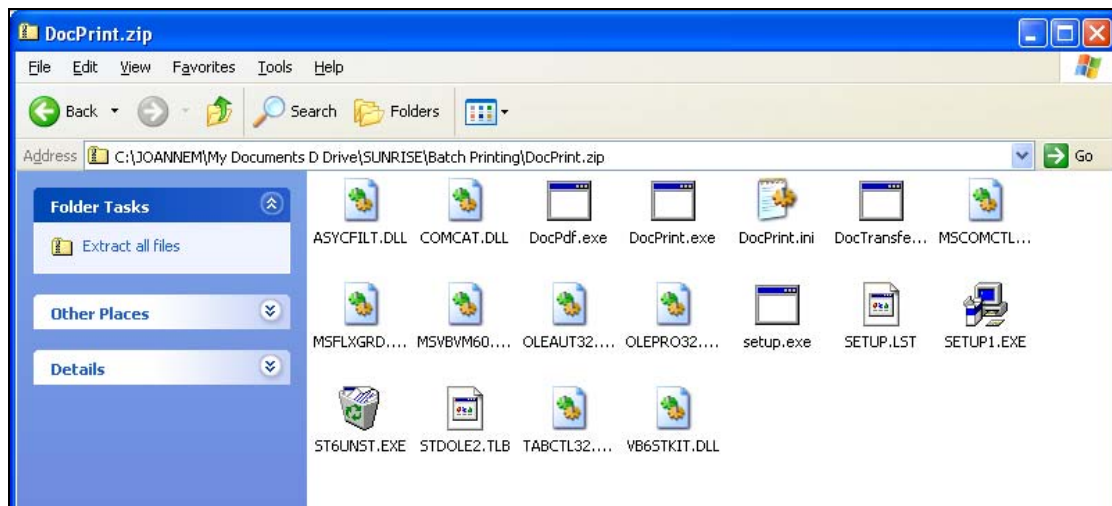 DocPrint.zip
File Edit View Favorites Tools Help
Back Search Folders
Address C:\JOANNEM\My Documents D Drive\SUNRISE\Batch Printing\DocPrint.zip Go
Folder Tasks
Extract all files
Other Places
Details
ASYCFILT.DLL COMCAT.DLL DocPdf.exe DocPrint.exe DocPrint.ini DocTransfe... MSCOMCTL...
MSFLXGRD.... MSVBVM60.... OLEAUT32.... OLEPRO32.... setup.exe SETUP.LST SETUP1.EXE
ST6UNST.EXE STDOLE2.TLB TABCTL32.... VB6STKIT.DLL